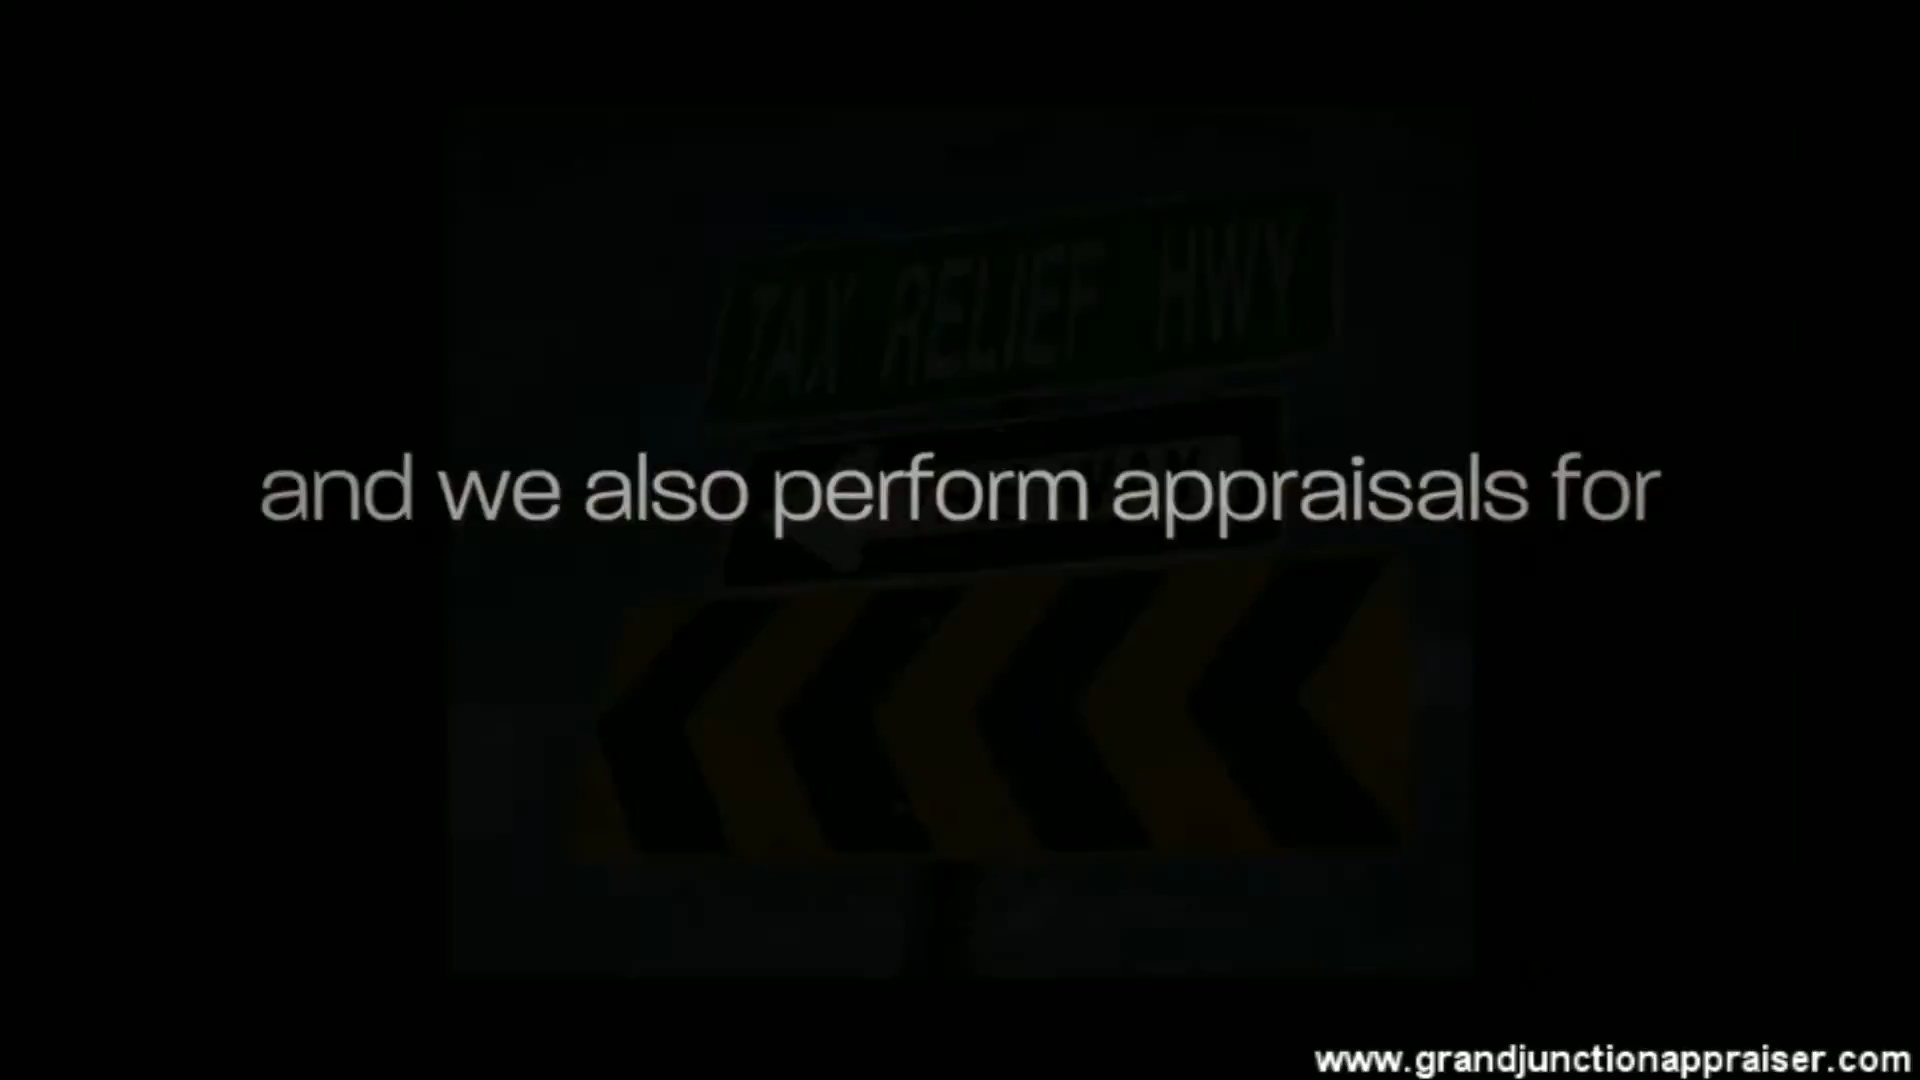 TAX RELIEF HWY
and we also perform appraisals for
www.grandjunctionappraiser.com